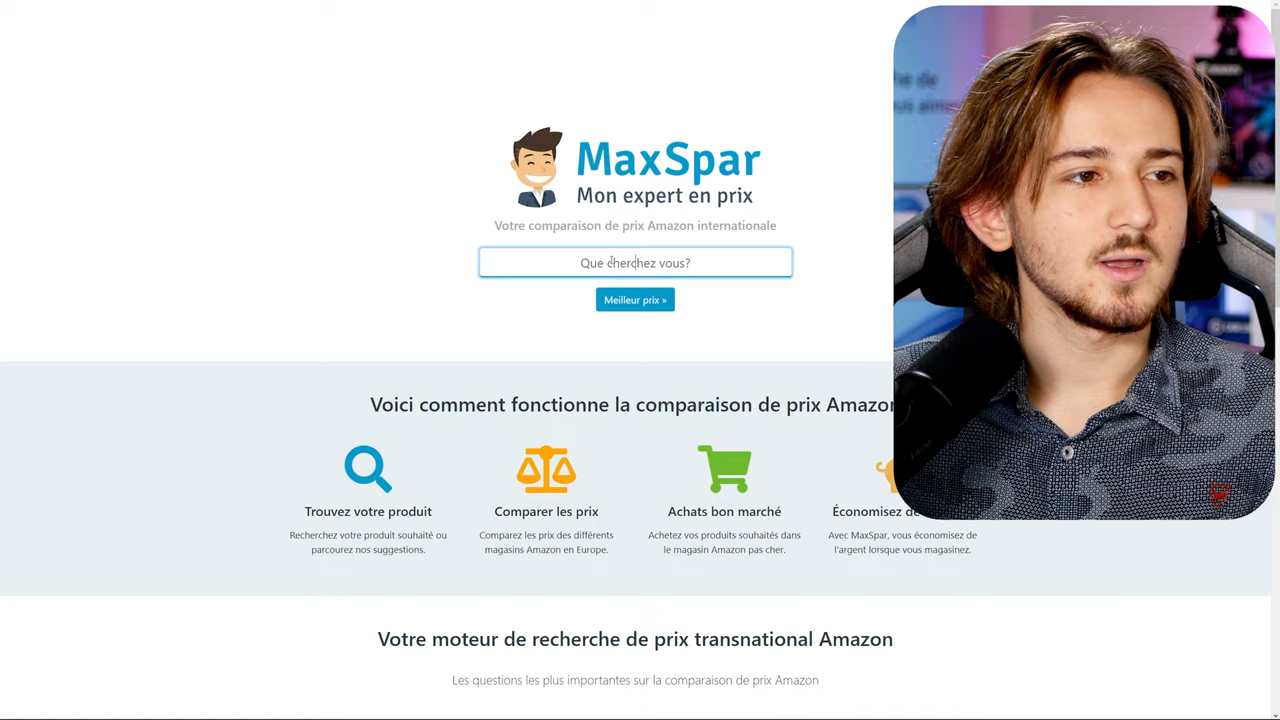 MaxSpar
Mon expert en prix
Votre comparaison de prix Amazon internationale
Que cherchez vous?
Meilleur prix »
Voici comment fonctionne la comparaison de prix Amazon
Trouvez votre produit
Recherchez votre produit souhaité ou
parcourez nos suggestions.
Comparer les prix
Comparez les prix des différents
magasins Amazon en Europe.
Achats bon marché
Achetez vos produits souhaités dans
le magasin Amazon pas cher.
Économisez de
Avec MaxSpar, vous économisez de
l'argent lorsque vous magasinez.
Votre moteur de recherche de prix transnational Amazon
Les questions les plus importantes sur la comparaison de prix Amazon